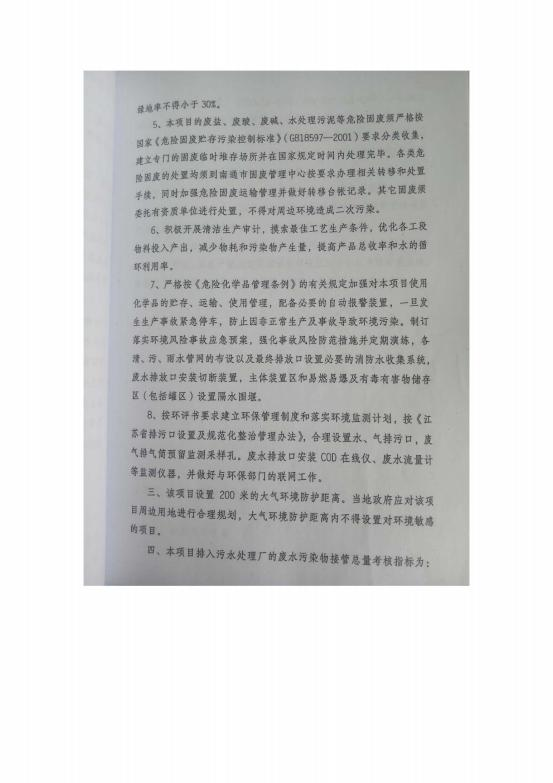 绿地率不得小于 30%。
5、本项目的废盐、废酸、废碱、水处理污泥等危险固废须严格按
国家《危险固废贮存污染控制标准》(GB18597—2001)要求分类收集,
建立专门的固废临时堆存场所并在国家规定时间内处理完毕。各类危
险固废的处置均须到南通市固废管理中心按要求办理相关转移和处置
手续,同时加强危险固废运输管理并做好转移台帐记录。其它固废须
委托有资质单位进行处置,不得对周边环境造成二次污染。
6、积极开展清洁生产审计,摸索最佳工艺生产条件,优化各工段
物料投入产出,减少物耗和污染物产生量,提高产品总收率和水的循
环利用率。
7、严格按《危险化学品管理条例》的有关规定加强对本项目使用
化学品的贮存、运输、使用管理,配备必要的自动报警装置,一旦发
生生产事故紧急停车,防止因非正常生产及事故导致环境污染。制订
落实环境风险事故应急预案,强化事故风险防范措施并定期演练,各
清、污、雨水管网的布设以及最终排放口设置必要的消防水收集系统,
废水排放口安装切断装置,主体装置区和易燃易爆及有毒有害物储存
区(包括罐区)设置隔水围堰。
8、按环评书要求建立环保管理制度和落实环境监测计划,按《江
苏省排污口设置及规范化整治管理办法》,合理设置水、气排污口,废
气排气筒预留监测采样孔。废水排放口安装 COD 在线仪、废水流量计
等监测仪器,并做好与环保部门的联网工作。
三、该项目设置 200 米的大气环境防护距离。当地政府应对该项
目周边用地进行合理规划,大气环境防护距离内不得设置对环境敏感
的项目。
四、本项目排入污水处理厂的废水污染物接管总量考核指标为: